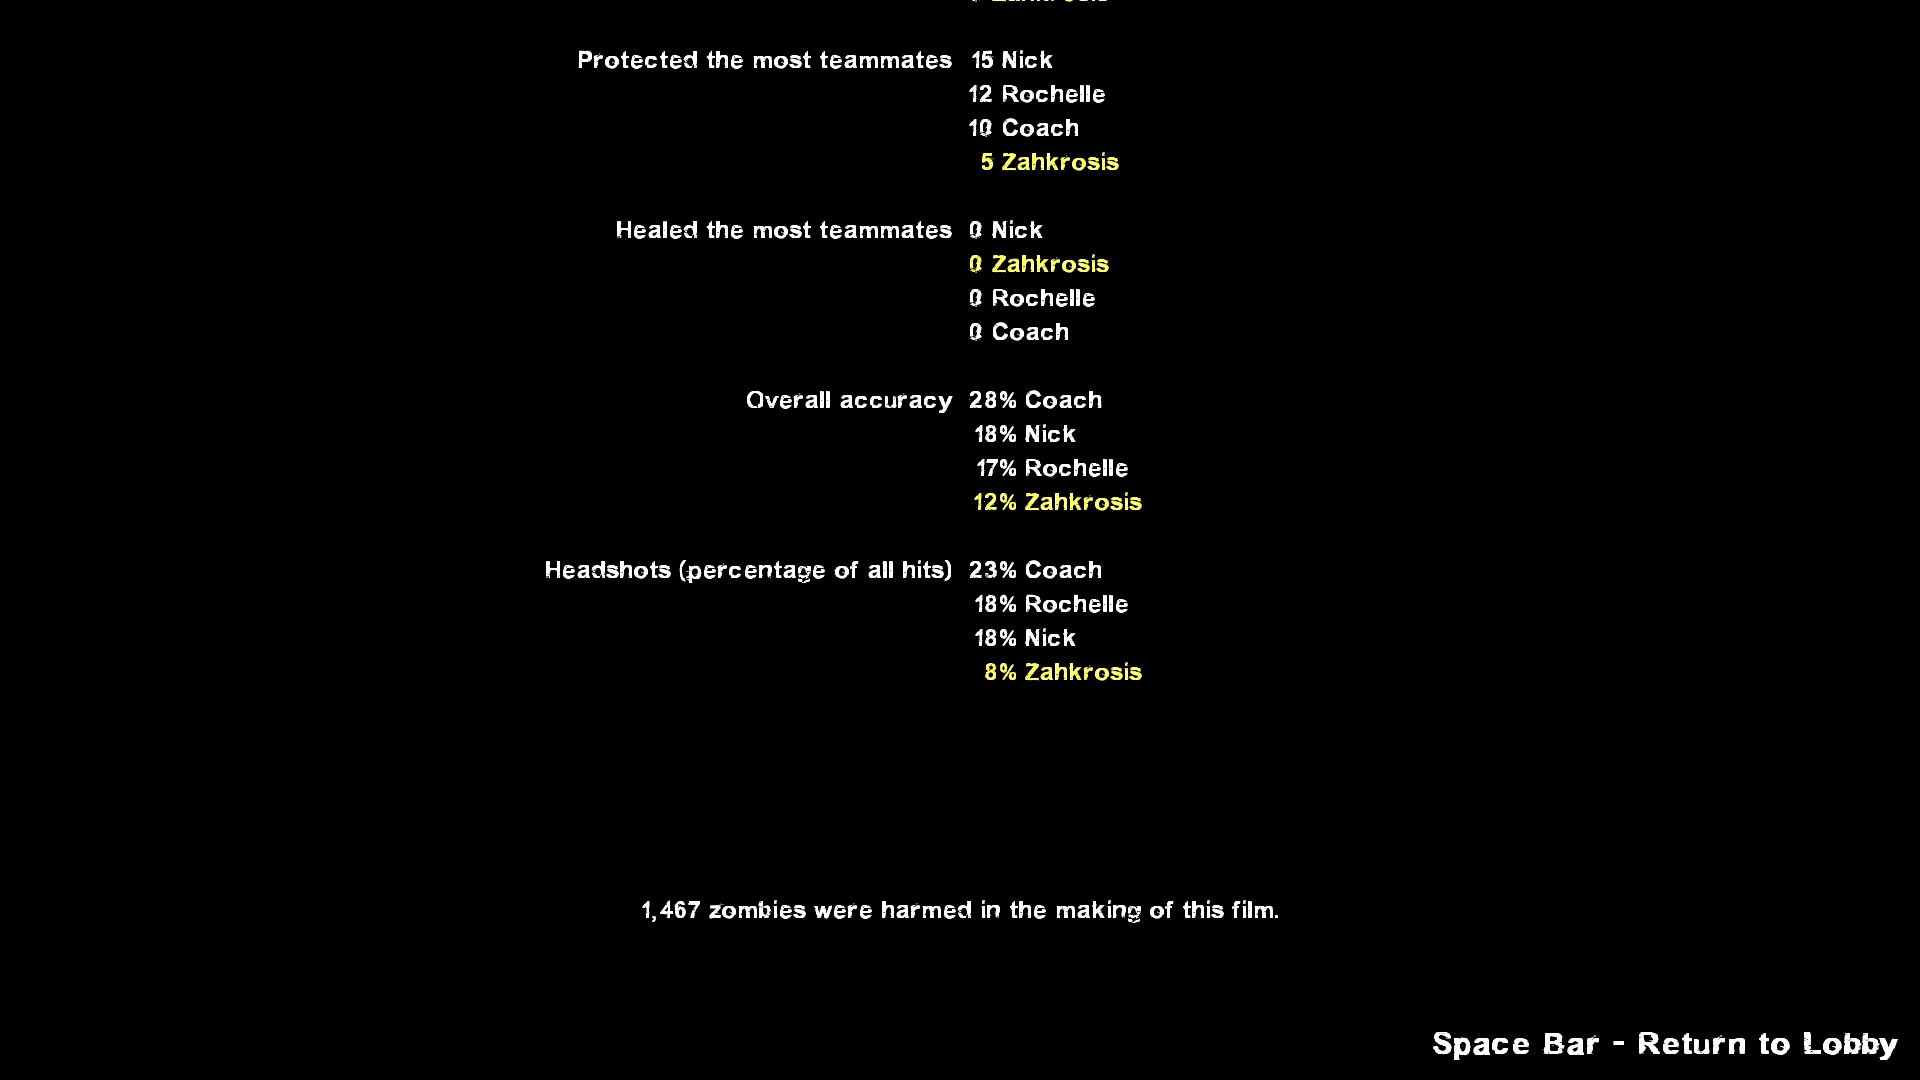 Protected the most teammates 15 Nick
12 Rochelle
10 Coach
5 Zahkrosis
Healed the most teammates 0 Nick
0 Zahkrosis
0 Rochelle
0 Coach
Overall accuracy 28% Coach
18% Nick
17% Rochelle
12% Zahkrosis
Headshots (percentage of all hits) 23% Coach
18% Rochelle
18% Nick
8% Zahkrosis
1,467 zombies were harmed in the making of this film.
Space Bar - Return to Lobby